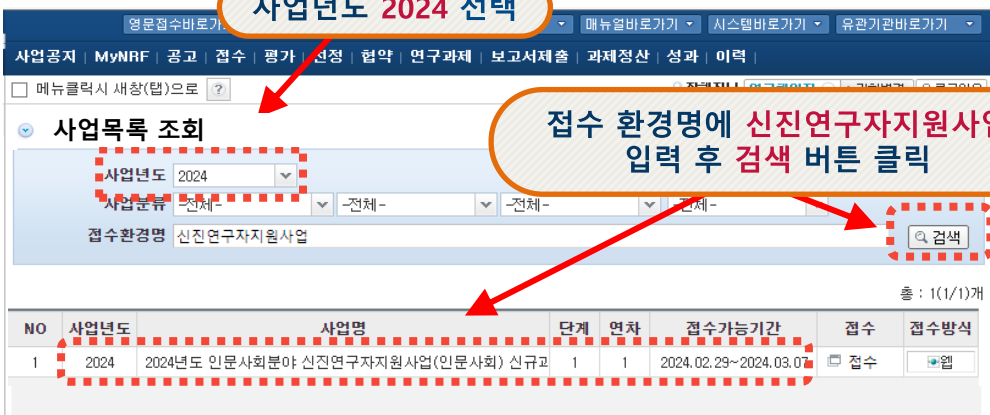 사업년도 2024 선택
영문접수바로가기 매뉴얼바로가기 시스템바로가기 유관기관바로가기
사업공지 | MyNRF | 공고 | 접수 | 평가 | 선정 | 협약 | 연구과제 | 보고서제출 | 과제정산 | 성과 | 이력 |
메뉴클릭시 새창(탭)으로 ?
접수 환경명에 신진연구자지원사업
입력 후 검색 버튼 클릭
사업목록 조회
사업년도 2024
사업분류 -전체- -전체- -전체- -전체-
접수환경명 신진연구자지원사업 검색
총 : 1(1/1)개
NO 사업년도 사업명 단계 연차 접수가능기간 접수 접수방식
1 2024 2024년도 인문사회분야 신진연구자지원사업(인문사회) 신규과 1 1 2024.02.29~2024.03.07 접수 웹